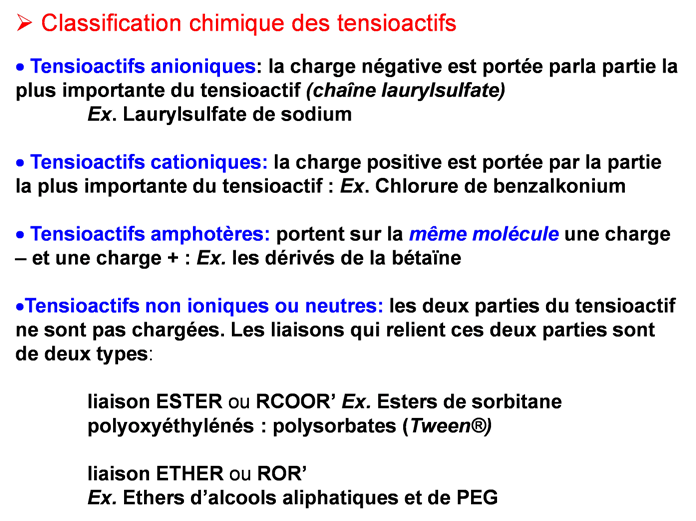 ➢ Classification chimique des tensioactifs
• Tensioactifs anioniques: la charge négative est portée parla partie la
plus importante du tensioactif (chaîne laurylsulfate)
Ex. Laurylsulfate de sodium
• Tensioactifs cationiques: la charge positive est portée par la partie
la plus importante du tensioactif : Ex. Chlorure de benzalkonium
• Tensioactifs amphotères: portent sur la même molécule une charge
– et une charge + : Ex. les dérivés de la bétaïne
•Tensioactifs non ioniques ou neutres: les deux parties du tensioactif
ne sont pas chargées. Les liaisons qui relient ces deux parties sont
de deux types:
liaison ESTER ou RCOOR’ Ex. Esters de sorbitane
polyoxyéthylénés : polysorbates (Tween®)
liaison ETHER ou ROR’
Ex. Ethers d’alcools aliphatiques et de PEG